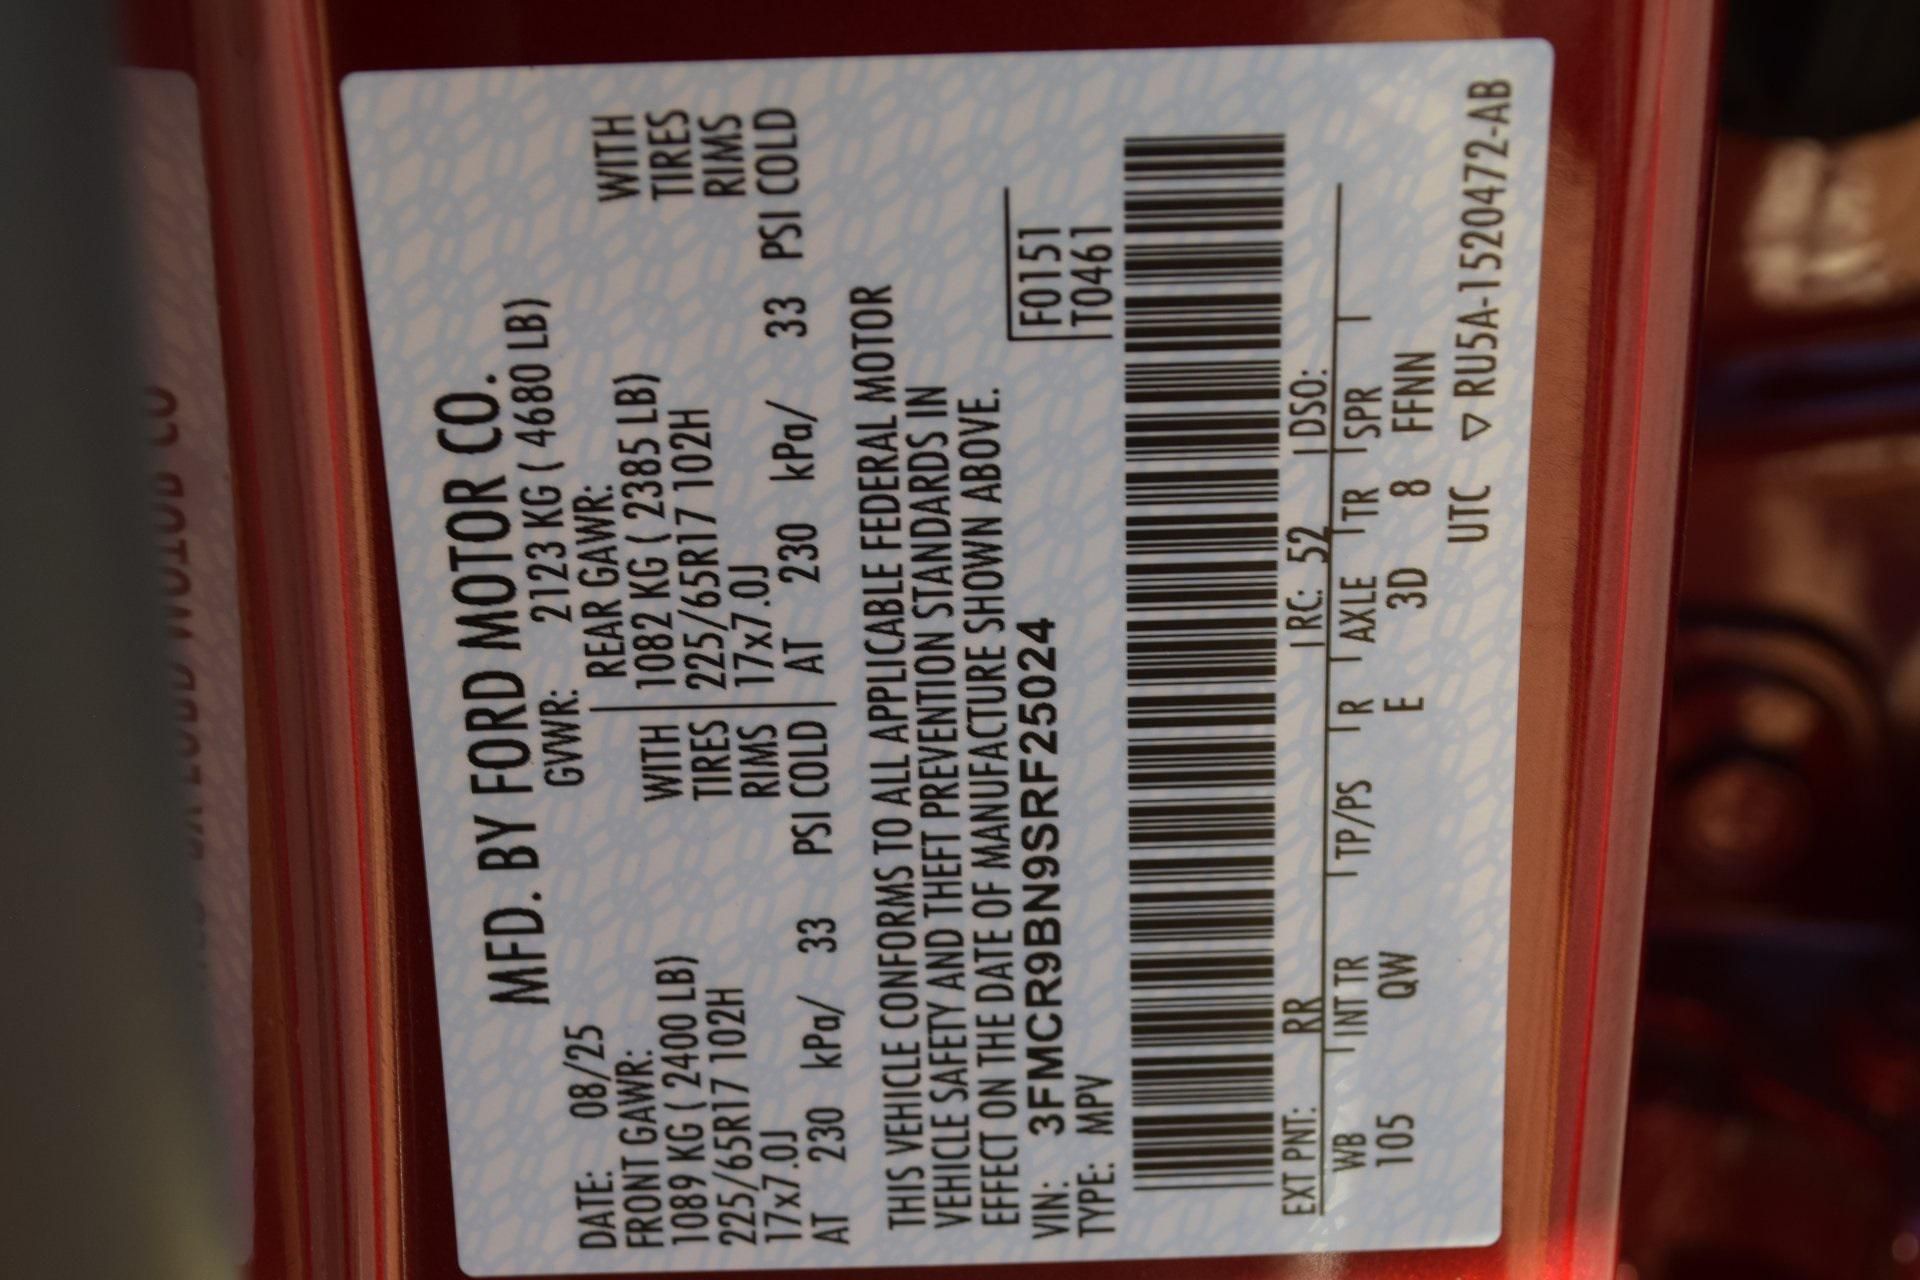 MFD. BY FORD MOTOR CO.
DATE: 08/25 GVWR: 2123 KG ( 4680 LB)
FRONT GAWR: REAR GAWR:
1089 KG ( 2400 LB) WITH 1082 KG ( 2385 LB) WITH
225/65R17 102H TIRES 225/65R17 102H TIRES
17x7.0J RIMS 17x7.0J RIMS
AT 230 kPa/ 33 PSI COLD AT 230 kPa/ 33 PSI COLD
THIS VEHICLE CONFORMS TO ALL APPLICABLE FEDERAL MOTOR
VEHICLE SAFETY AND THEFT PREVENTION STANDARDS IN
EFFECT ON THE DATE OF MANUFACTURE SHOWN ABOVE.
VIN: 3FMCR9BN9SRF25024 F0151
TYPE: MPV T0461
EXT PNT: RR RC: 52 DSO:
WB INT TR TP/PS R AXLE TR SPR
105 QW E 3D 8 FFNN
UTC ▽ RU5A-1520472-AB